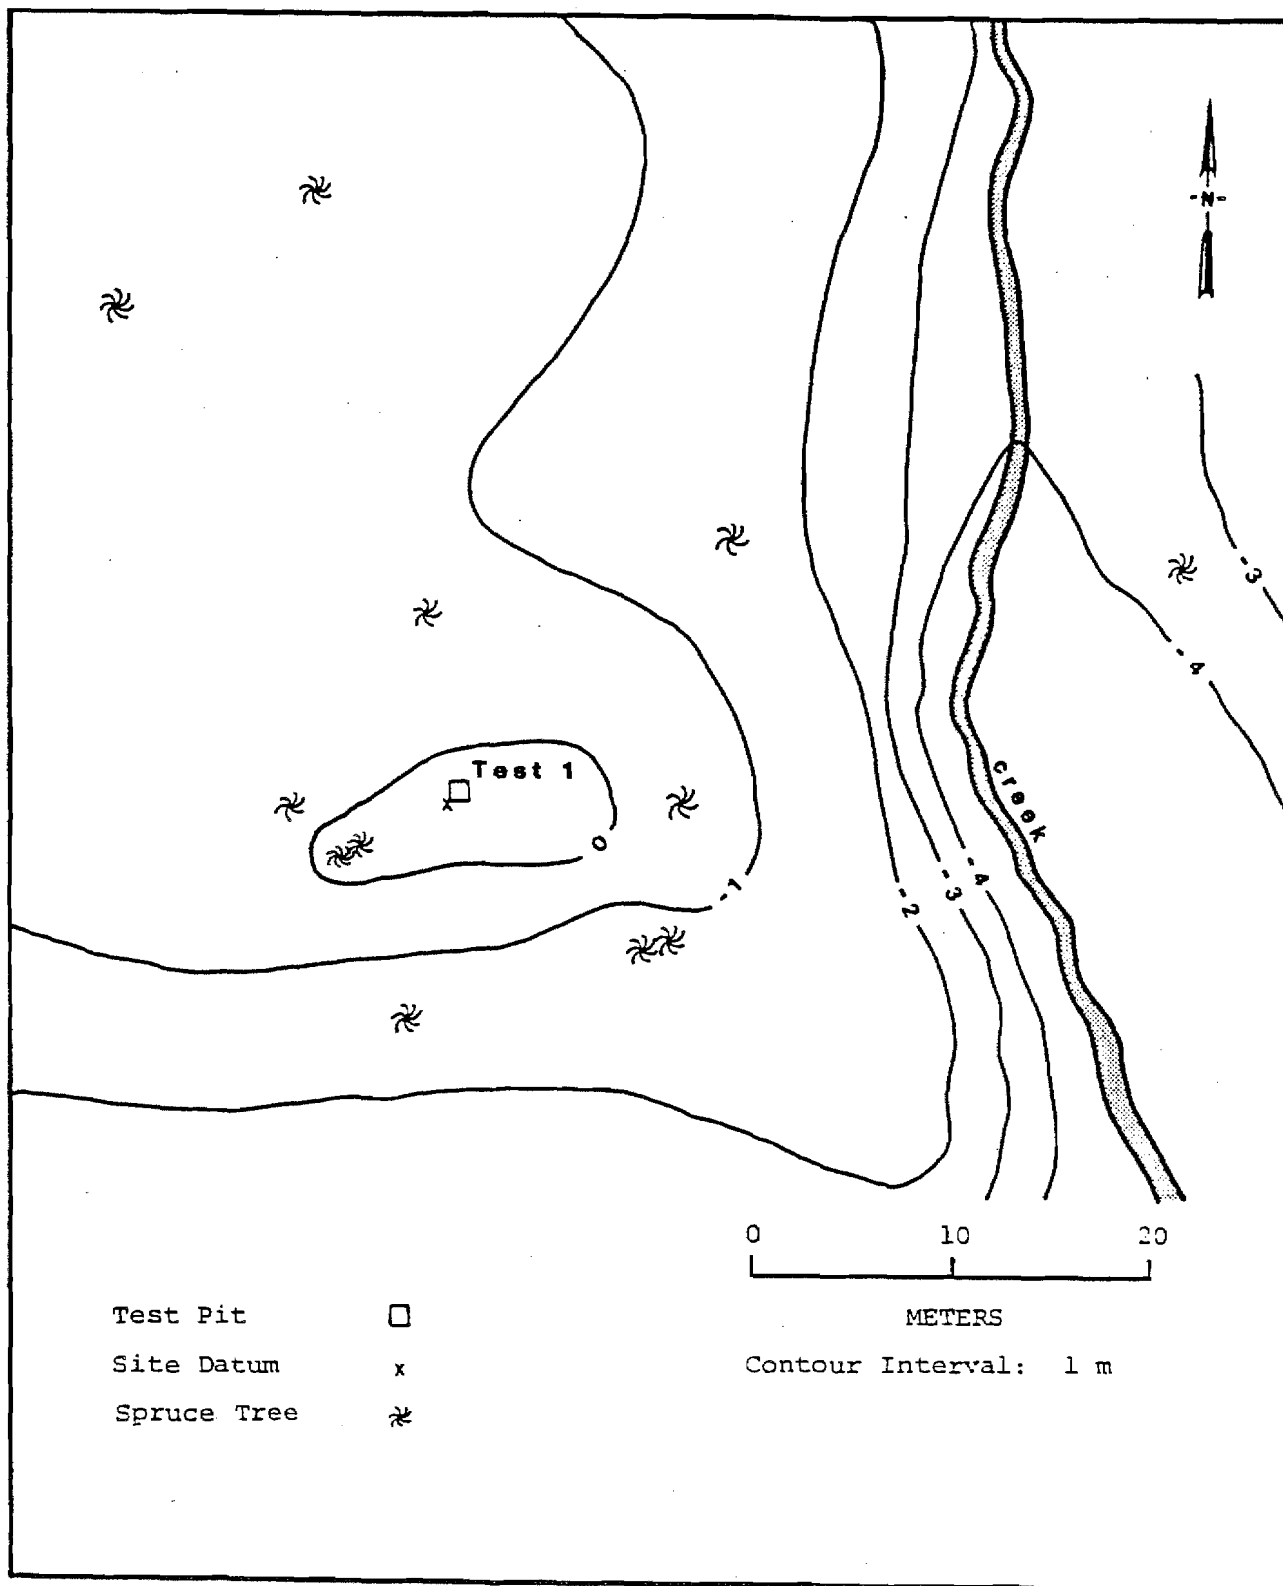 -N-
-3
-4
Test 1
creek
0
-1
-2
-3
-4
0 10 20
METERS
Contour Interval: 1 m
Test Pit
Site Datum x
Spruce Tree